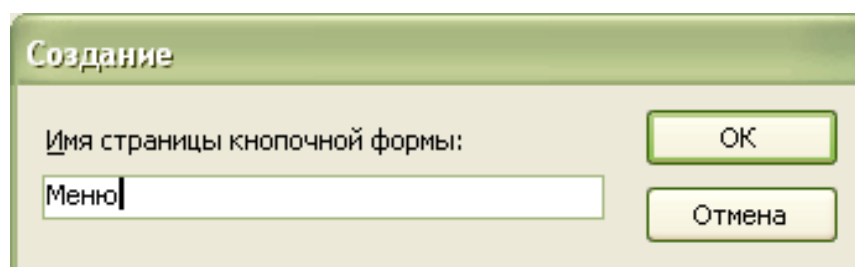 Создание
Имя страницы кнопочной формы:
ОК
Меню
Отмена